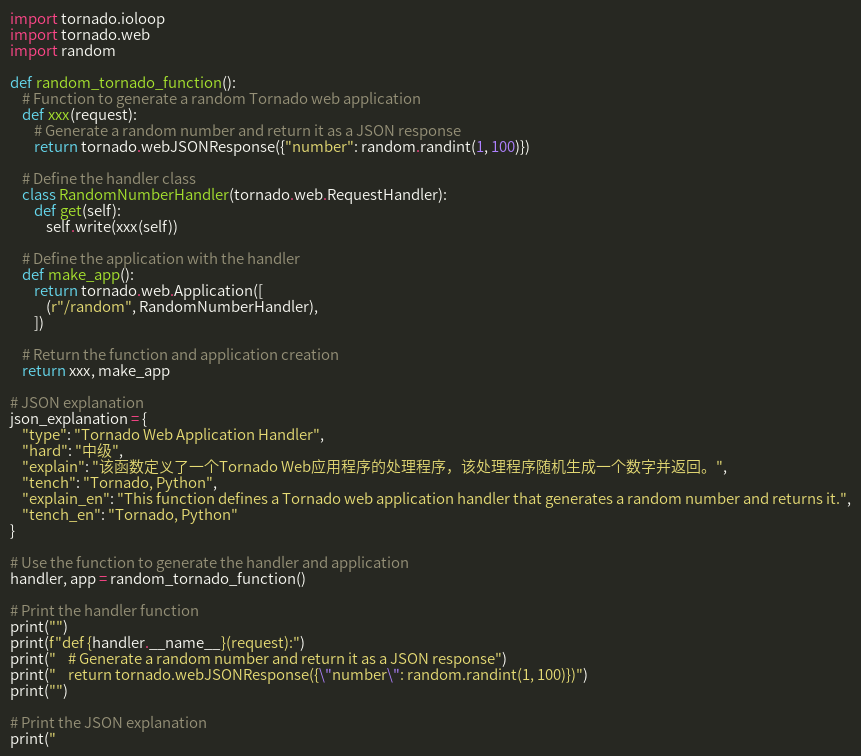 import tornado.ioloop
import tornado.web
import random

def random_tornado_function():
    # Function to generate a random Tornado web application
    def xxx(request):
        # Generate a random number and return it as a JSON response
        return tornado.webJSONResponse({"number": random.randint(1, 100)})

    # Define the handler class
    class RandomNumberHandler(tornado.web.RequestHandler):
        def get(self):
            self.write(xxx(self))

    # Define the application with the handler
    def make_app():
        return tornado.web.Application([
            (r"/random", RandomNumberHandler),
        ])

    # Return the function and application creation
    return xxx, make_app

# JSON explanation
json_explanation = {
    "type": "Tornado Web Application Handler",
    "hard": "中级",
    "explain": "该函数定义了一个Tornado Web应用程序的处理程序，该处理程序随机生成一个数字并返回。",
    "tench": "Tornado, Python",
    "explain_en": "This function defines a Tornado web application handler that generates a random number and returns it.",
    "tench_en": "Tornado, Python"
}

# Use the function to generate the handler and application
handler, app = random_tornado_function()

# Print the handler function
print("")
print(f"def {handler.__name__}(request):")
print("    # Generate a random number and return it as a JSON response")
print("    return tornado.webJSONResponse({\"number\": random.randint(1, 100)})")
print("")

# Print the JSON explanation
print("